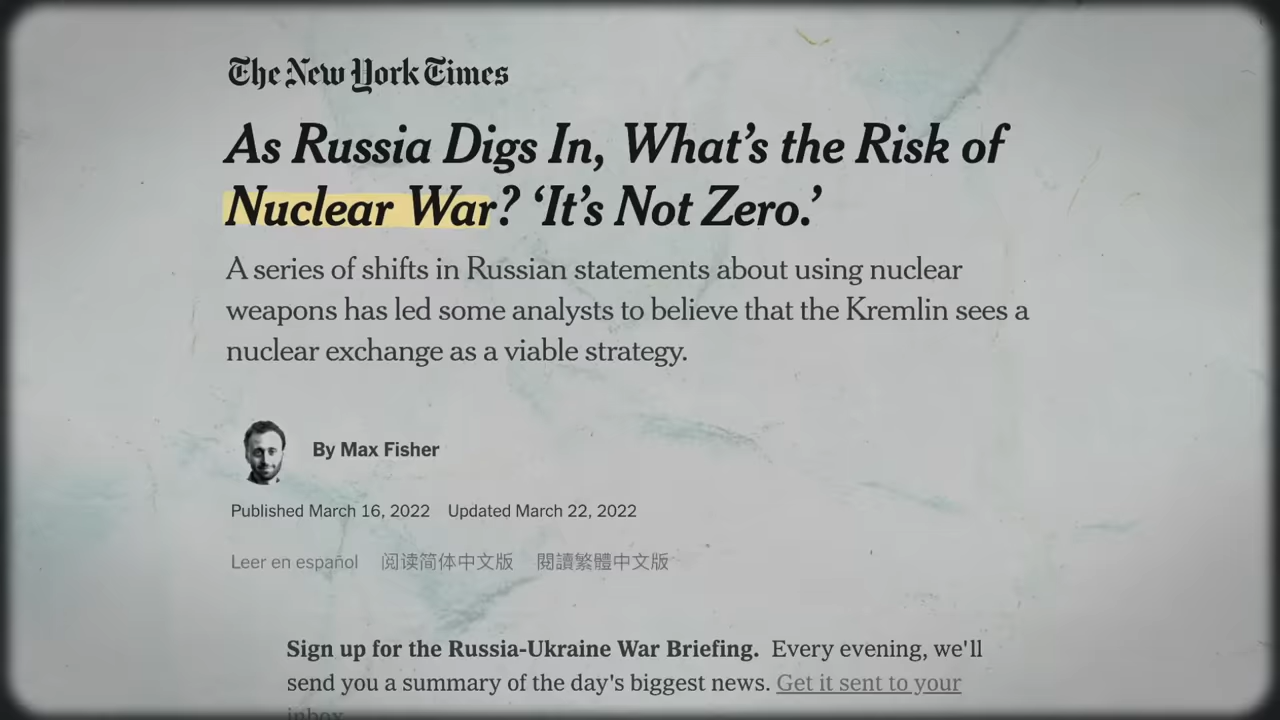 The New York Times
As Russia Digs In, What’s the Risk of
Nuclear War? ‘It’s Not Zero.’
A series of shifts in Russian statements about using nuclear
weapons has led some analysts to believe that the Kremlin sees a
nuclear exchange as a viable strategy.
By Max Fisher
Published March 16, 2022 Updated March 22, 2022
Leer en español 阅读简体中文版 閱讀繁體中文版
Sign up for the Russia-Ukraine War Briefing. Every evening, we'll
send you a summary of the day's biggest news. Get it sent to your
inbox.